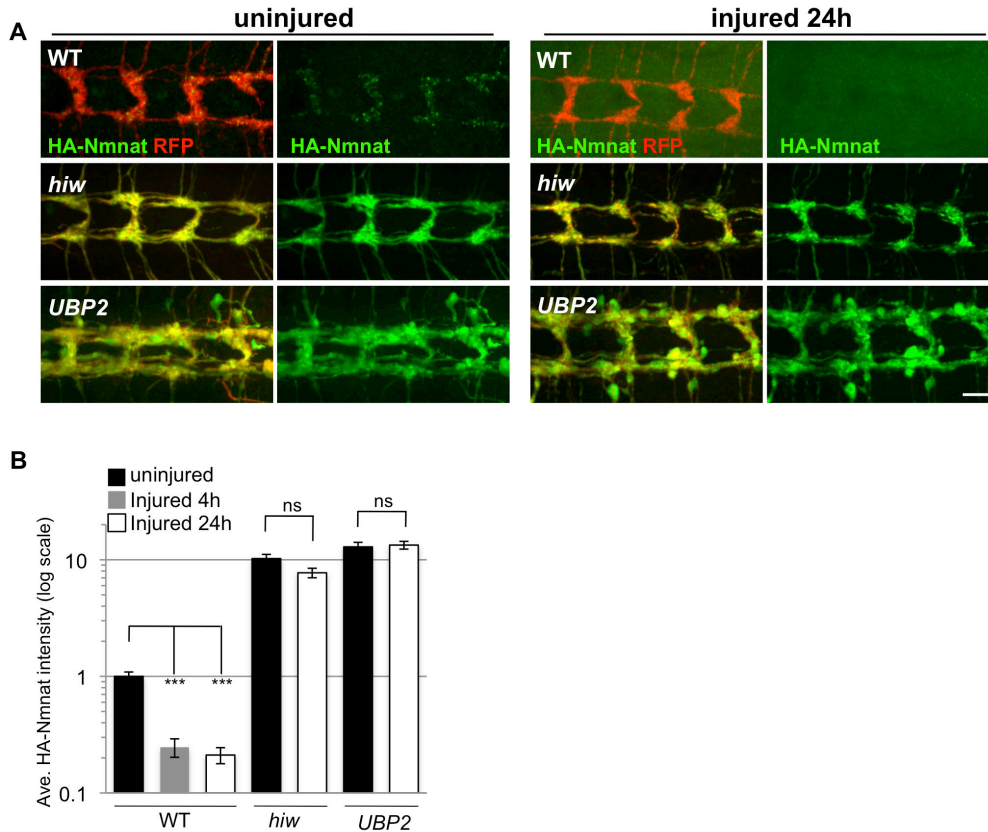 A
uninjured
injured 24h
WT
HA-Nmnat RFP
HA-Nmnat
WT
HA-Nmnat RFP
HA-Nmnat
hiw
hiw
UBP2
UBP2
B
uninjured
Injured 4h
Injured 24h
Ave. HA-Nmnat intensity (log scale)
10
1
0.1
***
***
ns
ns
WT
hiw
UBP2